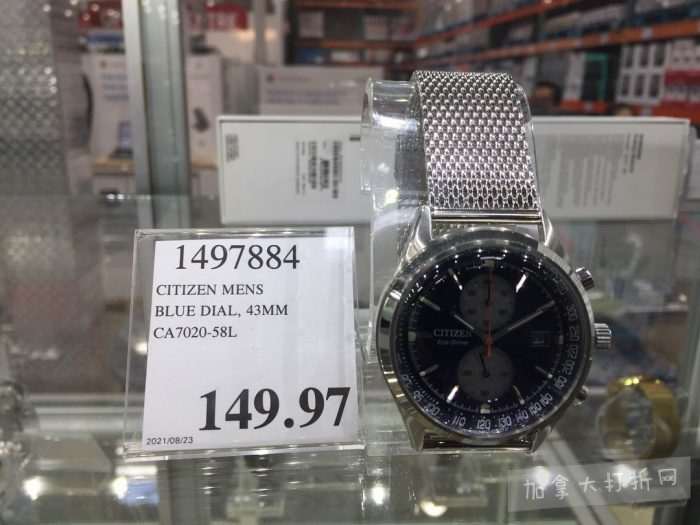 1497884
CITIZEN MENS
BLUE DIAL, 43MM
CA7020-58L
149.97
2021/08/23
CITIZEN
Eco-Drive
加拿大打折网